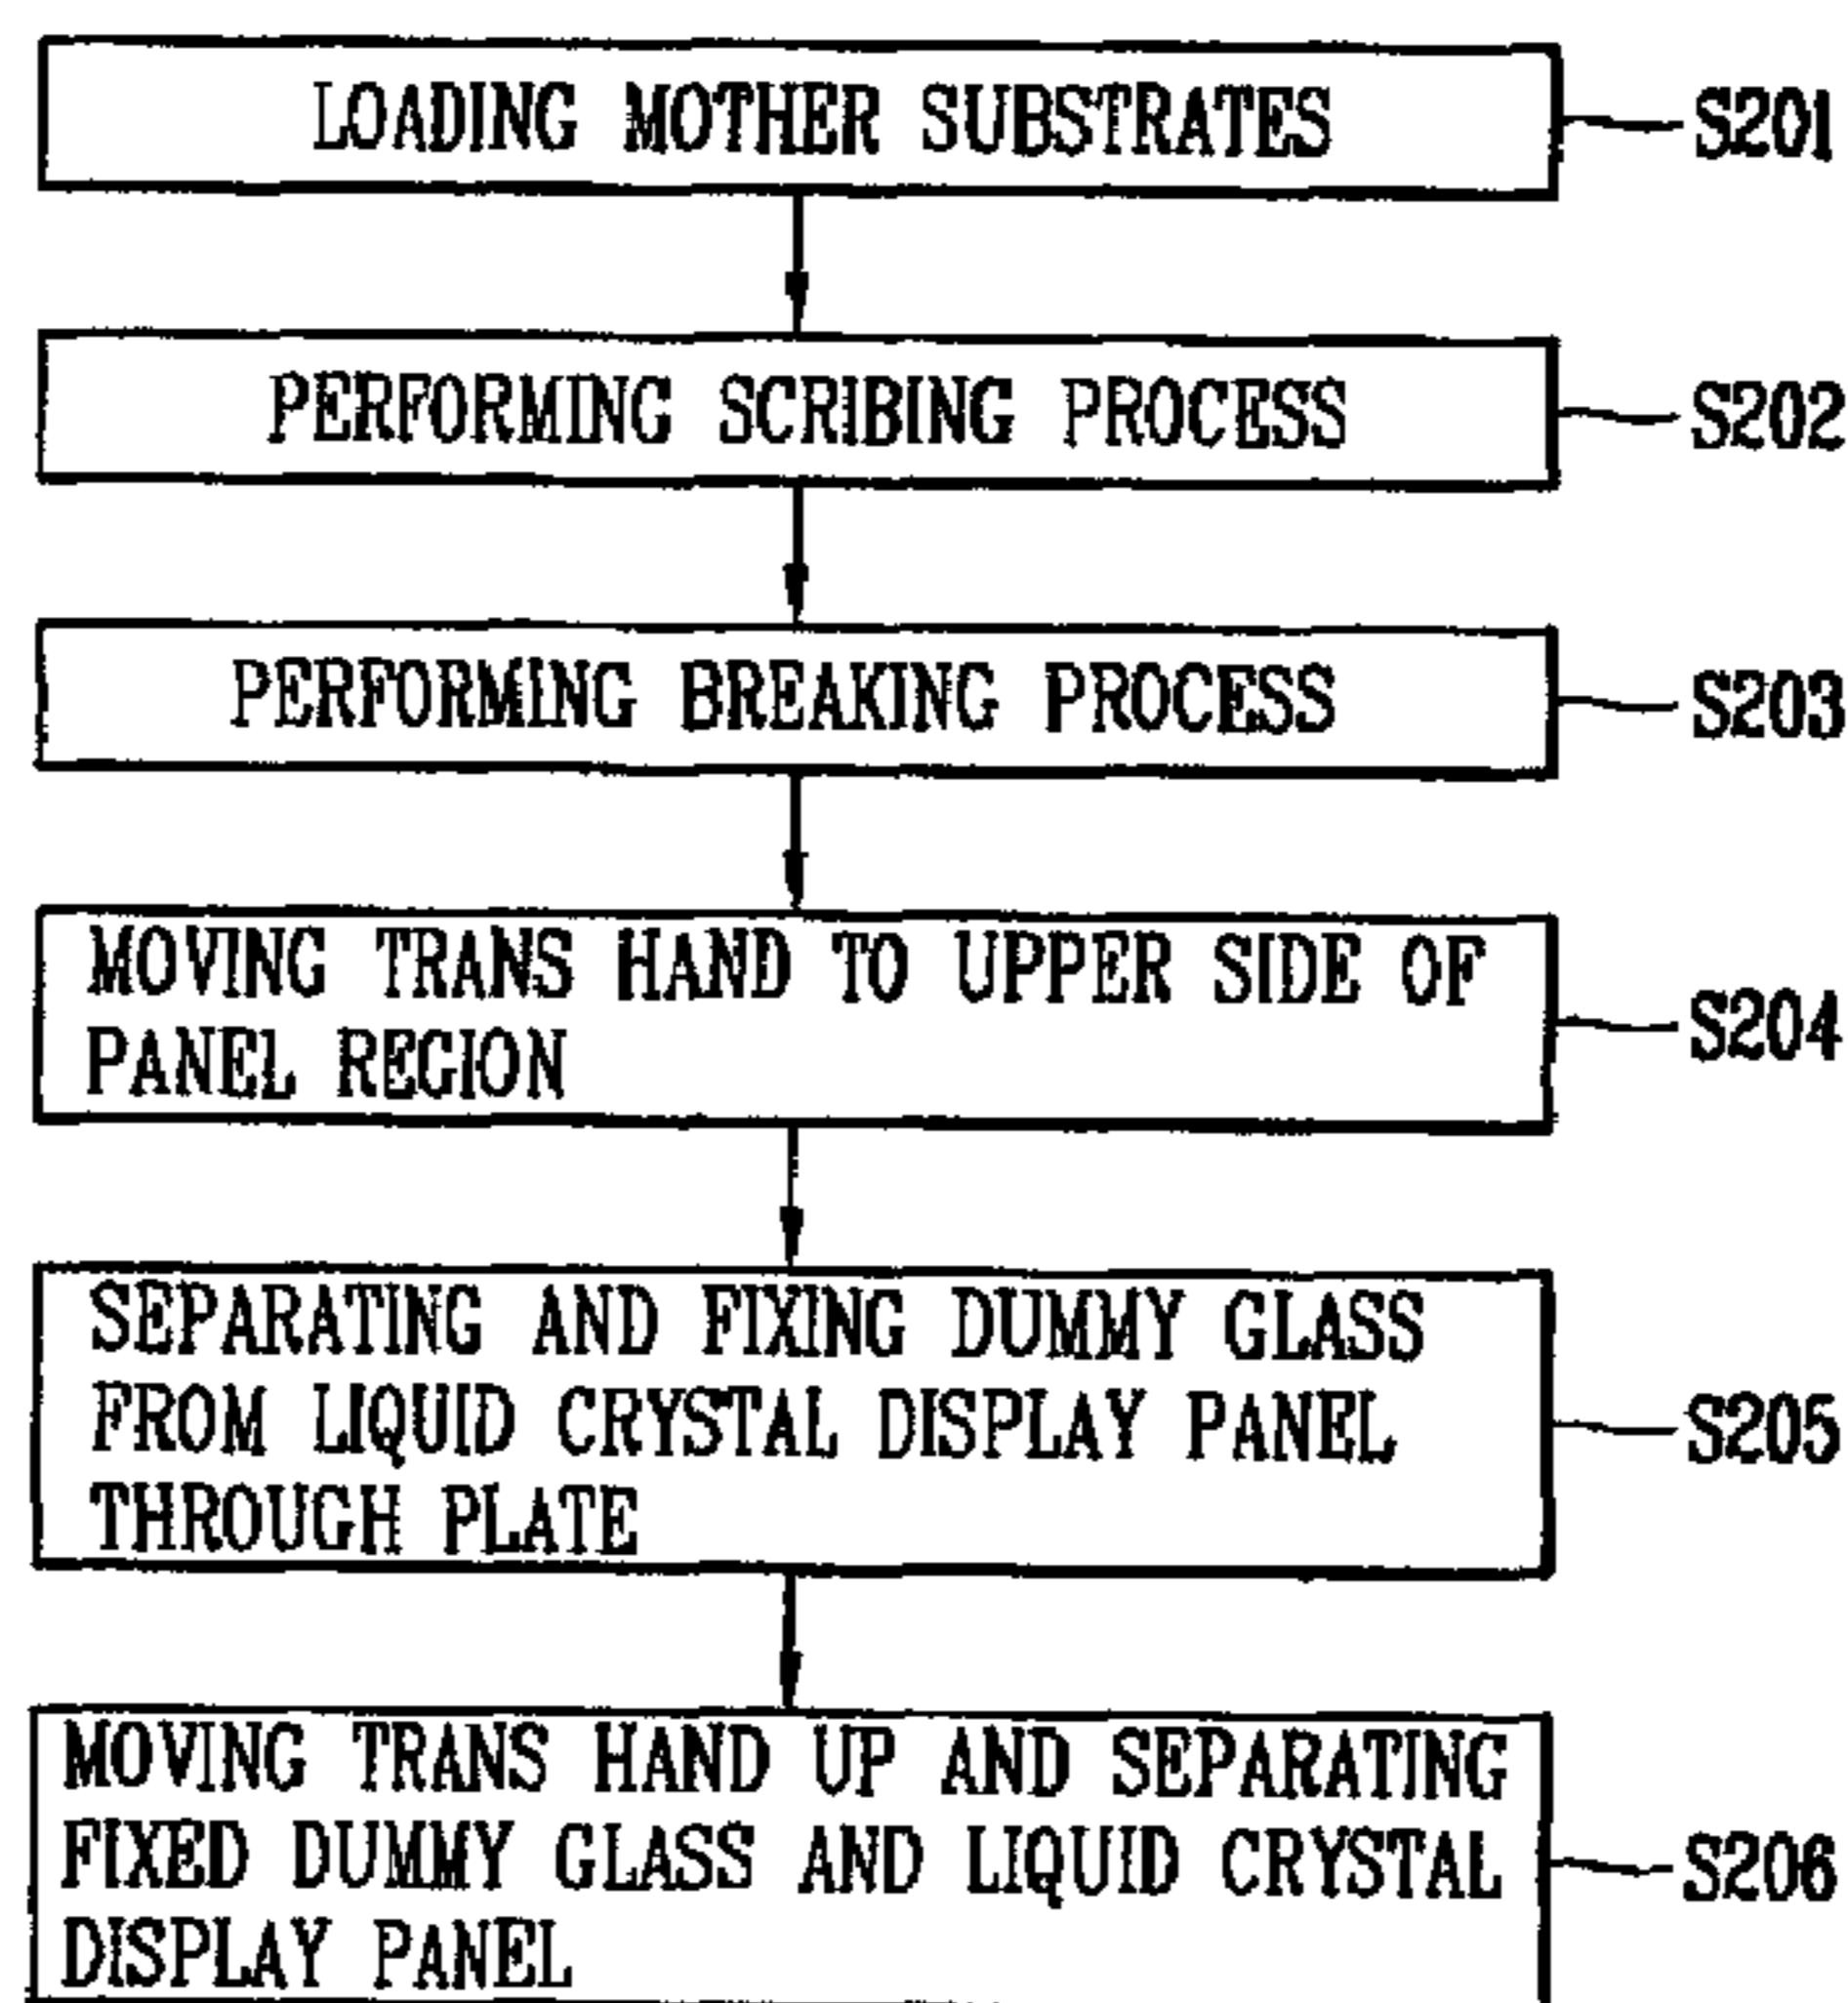 LOADING MOTHER SUBSTRATES
S201
PERFORMING SCRIBING PROCESS
S202
PERFORMING BREAKING PROCESS
S203
MOVING TRANS HAND TO UPPER SIDE OF
PANEL REGION
S204
SEPARATING AND FIXING DUMMY GLASS
FROM LIQUID CRYSTAL DISPLAY PANEL
THROUGH PLATE
S205
MOVING TRANS HAND UP AND SEPARATING
FIXED DUMMY GLASS AND LIQUID CRYSTAL
DISPLAY PANEL
S206